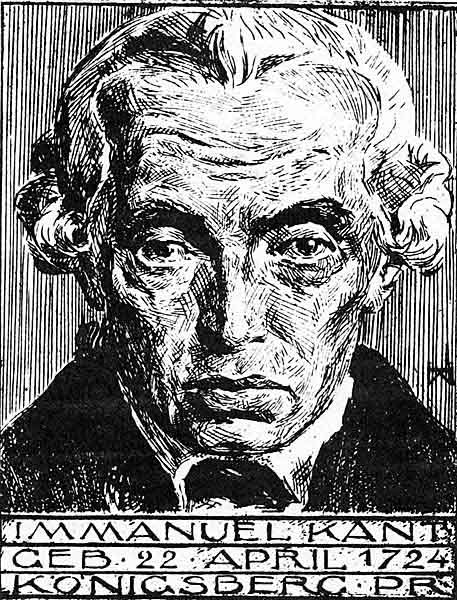 IMMANUEL KANT
GEB · 22 APRIL 1724
KÖNIGSBERG · PR